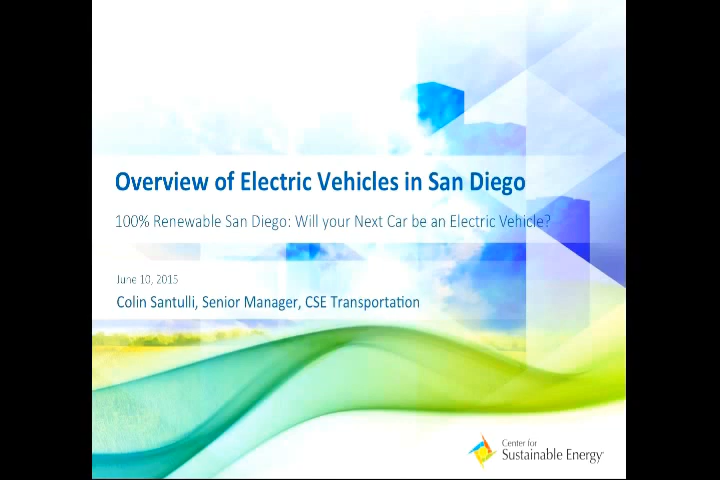 Overview of Electric Vehicles in San Diego
100% Renewable San Diego: Will your Next Car be an Electric Vehicle?
June 10, 2015
Colin Santulli, Senior Manager, CSE Transportation
Center for
Sustainable Energy